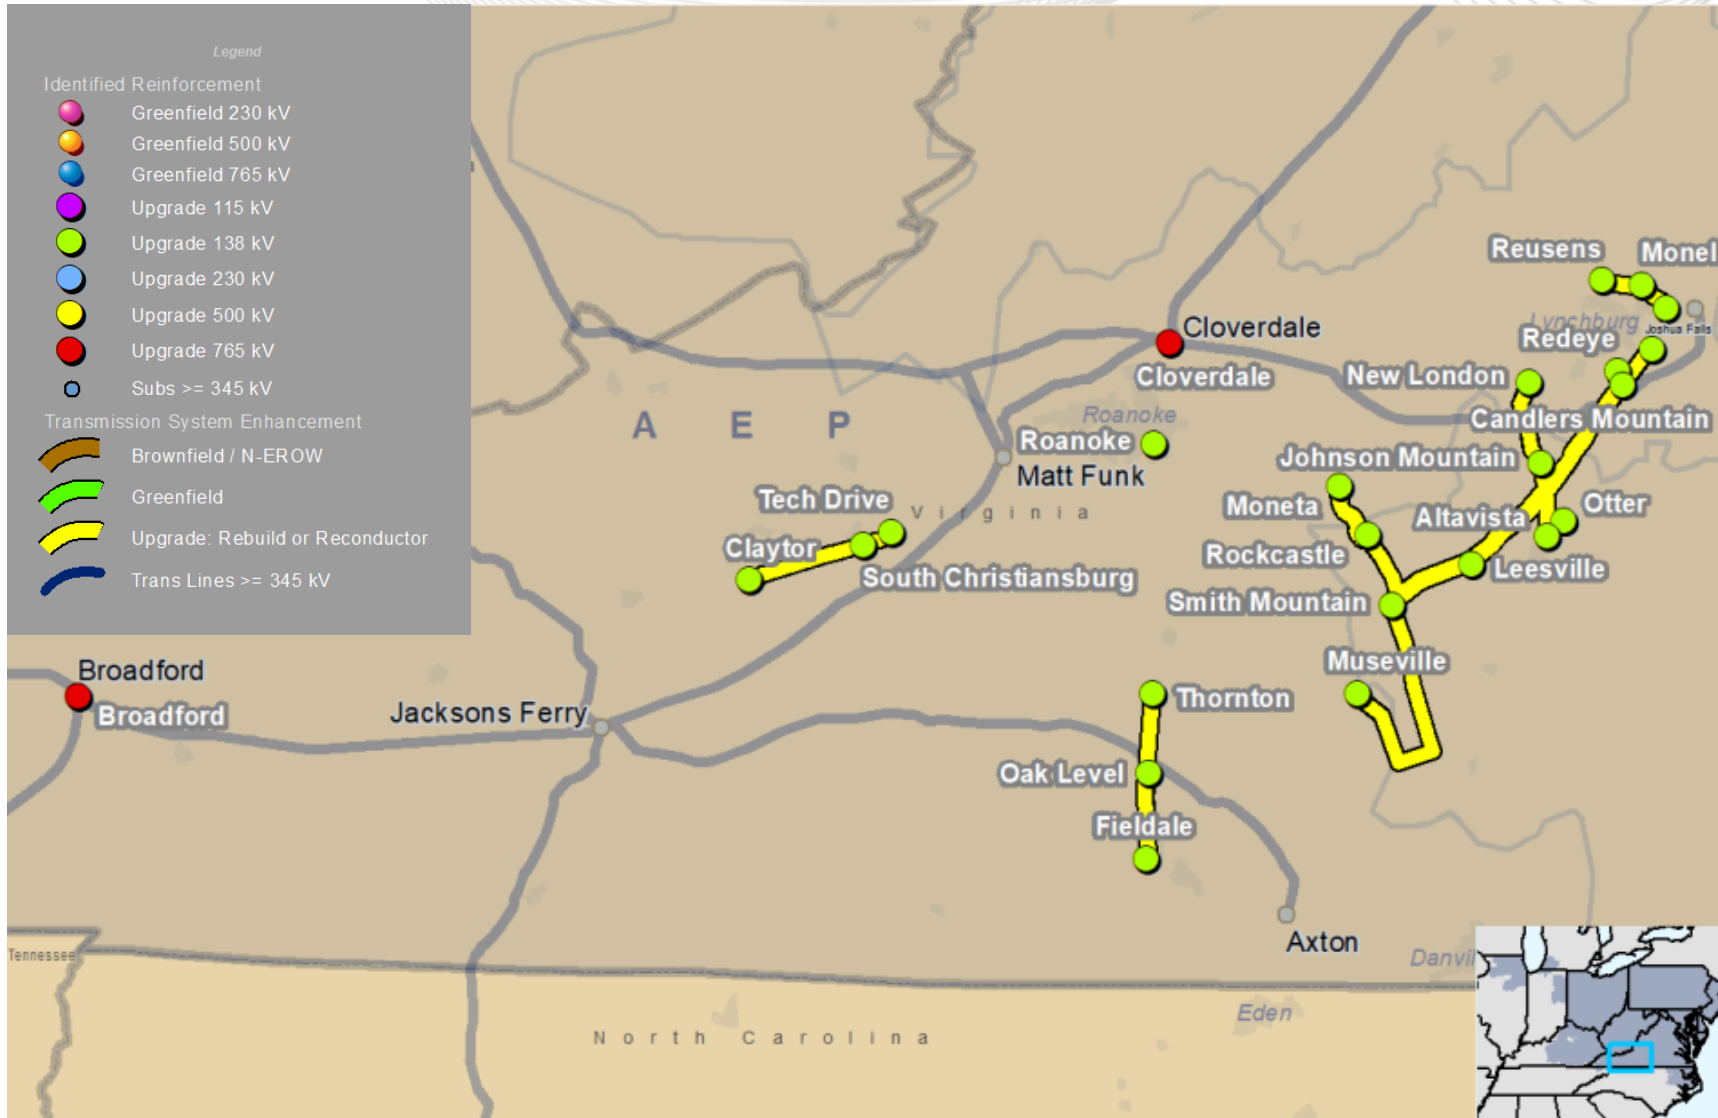 Legend
Identified Reinforcement
Greenfield 230 kV
Greenfield 500 kV
Greenfield 765 kV
Upgrade 115 kV
Upgrade 138 kV
Upgrade 230 kV
Upgrade 500 kV
Upgrade 765 kV
Subs >= 345 kV
Transmission System Enhancement
Brownfield / N-EROW
Greenfield
Upgrade: Rebuild or Reconductor
Trans Lines >= 345 kV
Reusens
Monel
Lynchburg
Joshua Falls
Cloverdale
Redeye
Cloverdale
New London
Roanoke
A E P
Candlers Mountain
Roanoke
Johnson Mountain
Matt Funk
Tech Drive
Virginia
Moneta
Altavista
Otter
Claytor
Rockcastle
South Christiansburg
Leesville
Smith Mountain
Broadford
Museville
Broadford
Jacksons Ferry
Thornton
Oak Level
Fieldale
Axton
Tennessee
Danvil
Eden
North Carolina